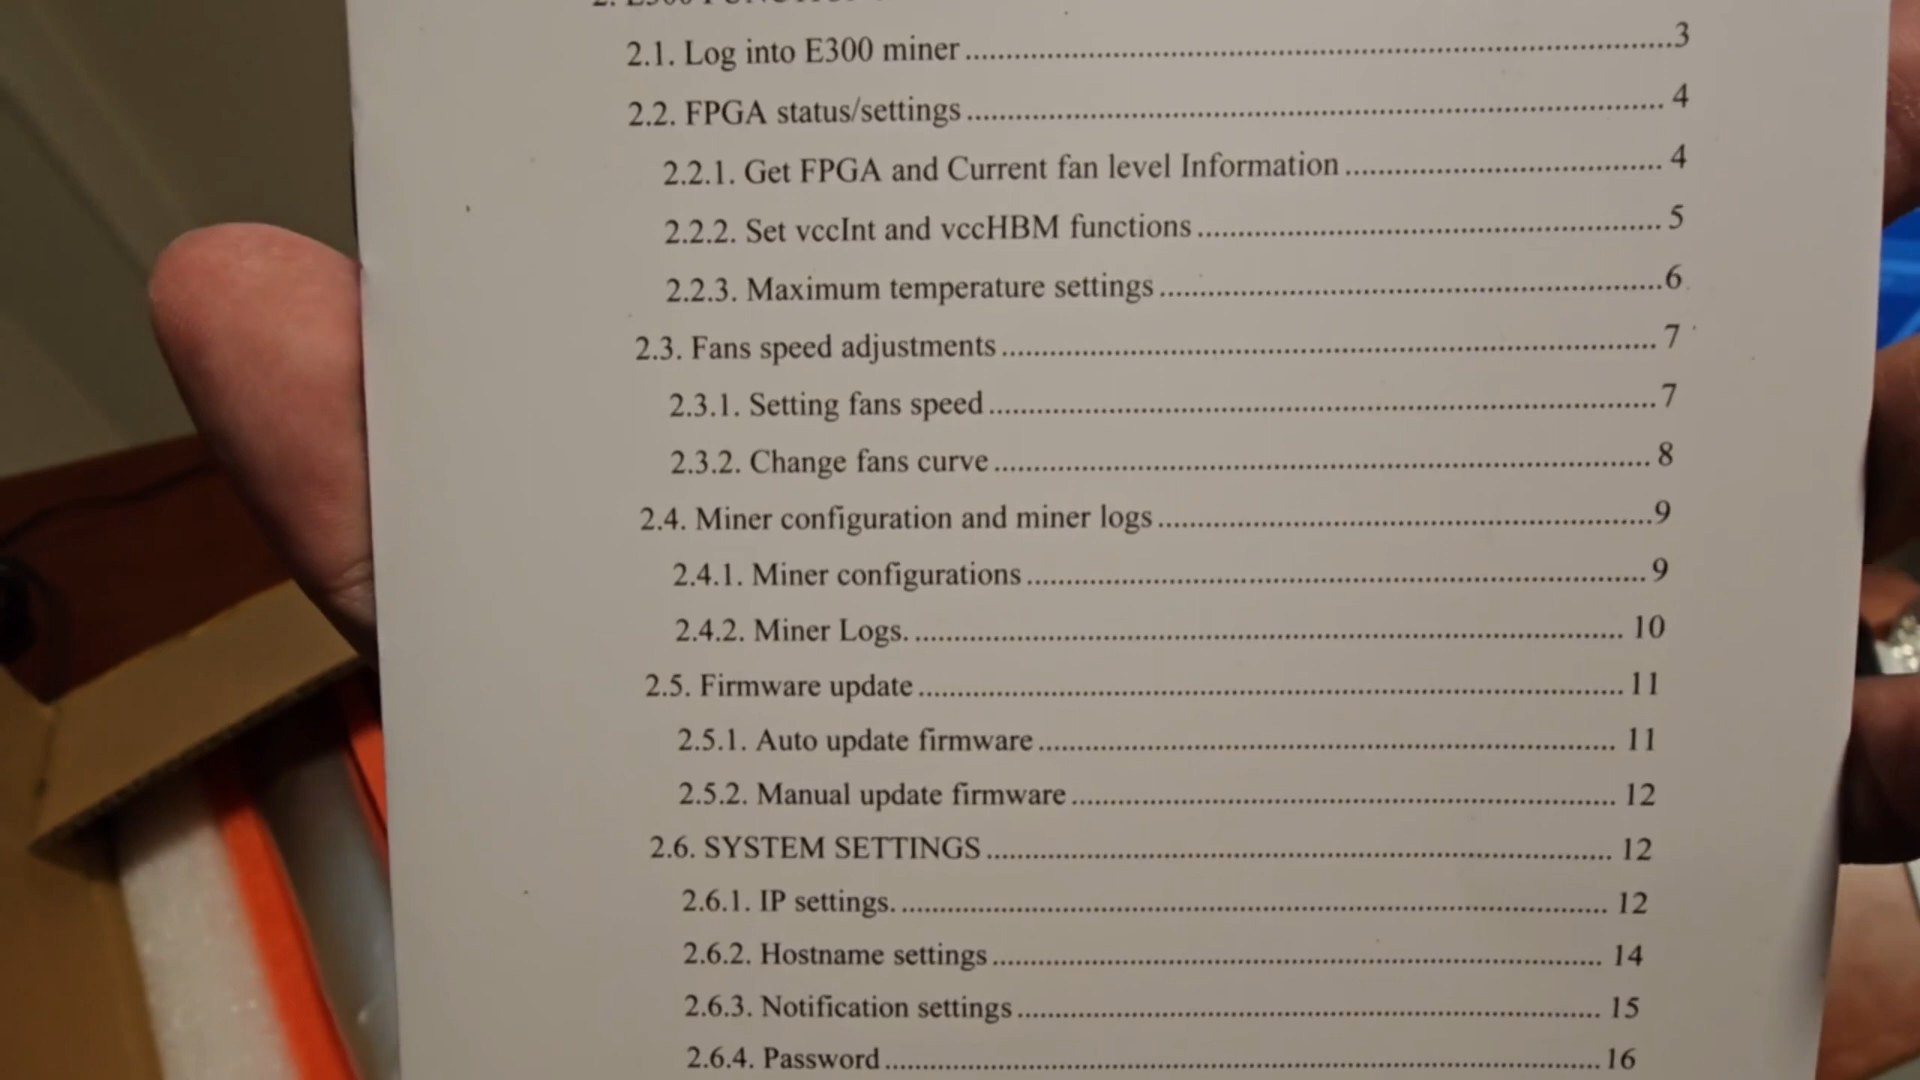 2. E300
2.1. Log into E300 miner 3
2.2. FPGA status/settings 4
2.2.1. Get FPGA and Current fan level Information 4
2.2.2. Set vccInt and vccHBM functions 5
2.2.3. Maximum temperature settings 6
2.3. Fans speed adjustments 7
2.3.1. Setting fans speed 7
2.3.2. Change fans curve 8
2.4. Miner configuration and miner logs 9
2.4.1. Miner configurations 9
2.4.2. Miner Logs. 10
2.5. Firmware update 11
2.5.1. Auto update firmware 11
2.5.2. Manual update firmware 12
2.6. SYSTEM SETTINGS 12
2.6.1. IP settings. 12
2.6.2. Hostname settings 14
2.6.3. Notification settings 15
2.6.4. Password 16